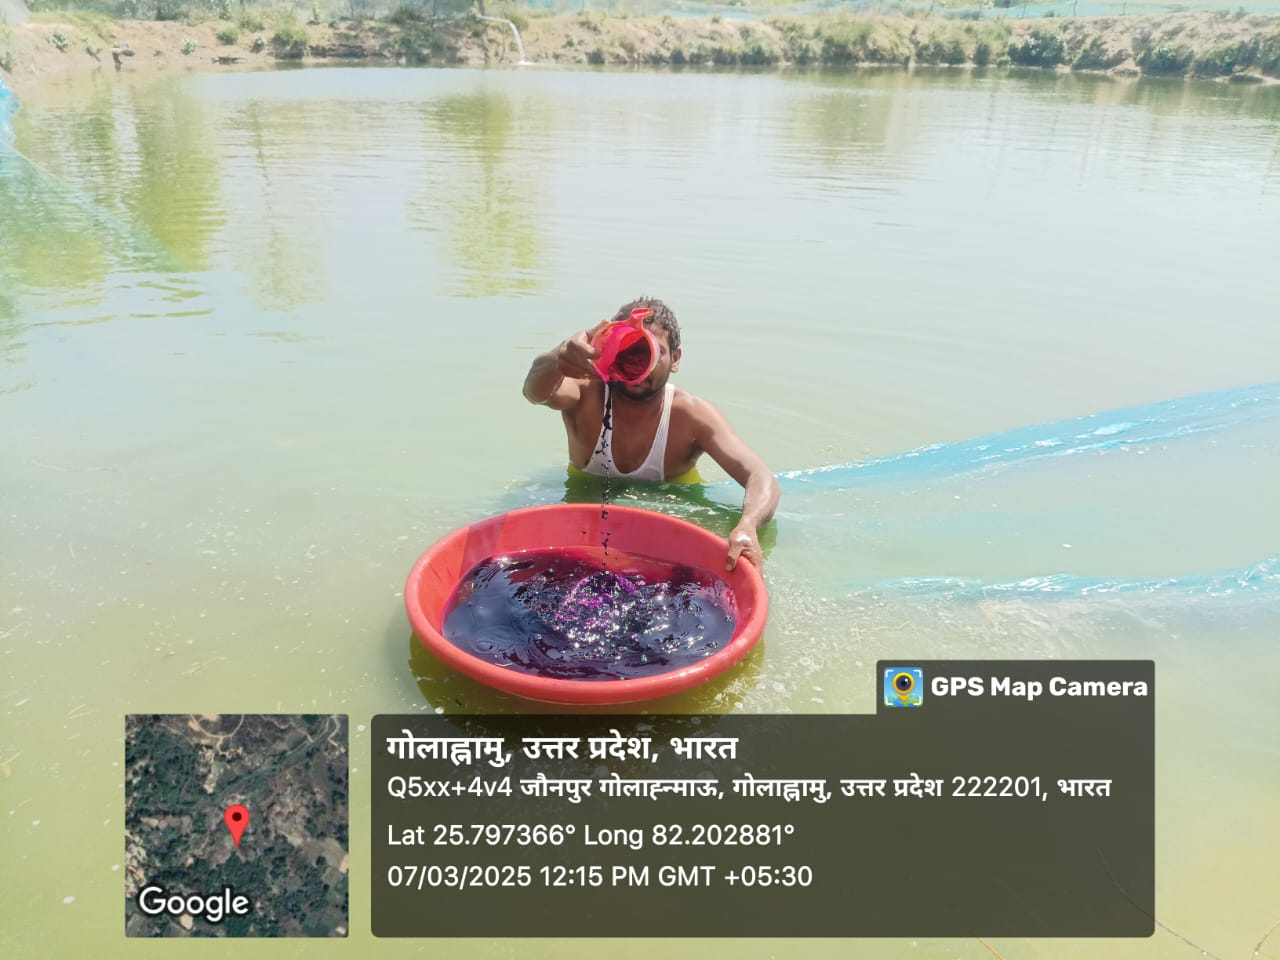 GPS Map Camera
गोलाह्नामु, उत्तर प्रदेश, भारत
Q5xx+4v4 जौनपुर गोलाह्न्माऊ, गोलाह्नामु, उत्तर प्रदेश 222201, भारत
Lat 25.797366° Long 82.202881°
07/03/2025 12:15 PM GMT +05:30
Google